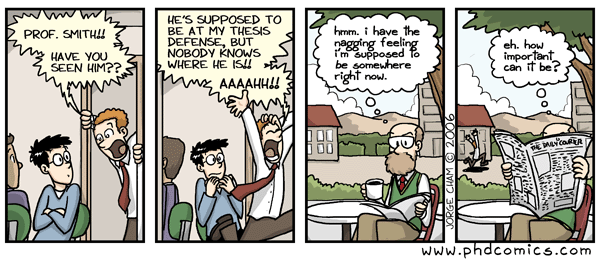 PROF. SMITH!!
HAVE YOU
SEEN HIM??
HE'S SUPPOSED TO
BE AT MY THESIS
DEFENSE, BUT
NOBODY KNOWS
WHERE HE IS!!
AAAAHH!!
hmm. i have the
nagging feeling
i'm supposed to
be somewhere
right now.
eh. how
important
can it be?
THE DAILY COURIER
JORGE CHAM © 2006
www.phdcomics.com